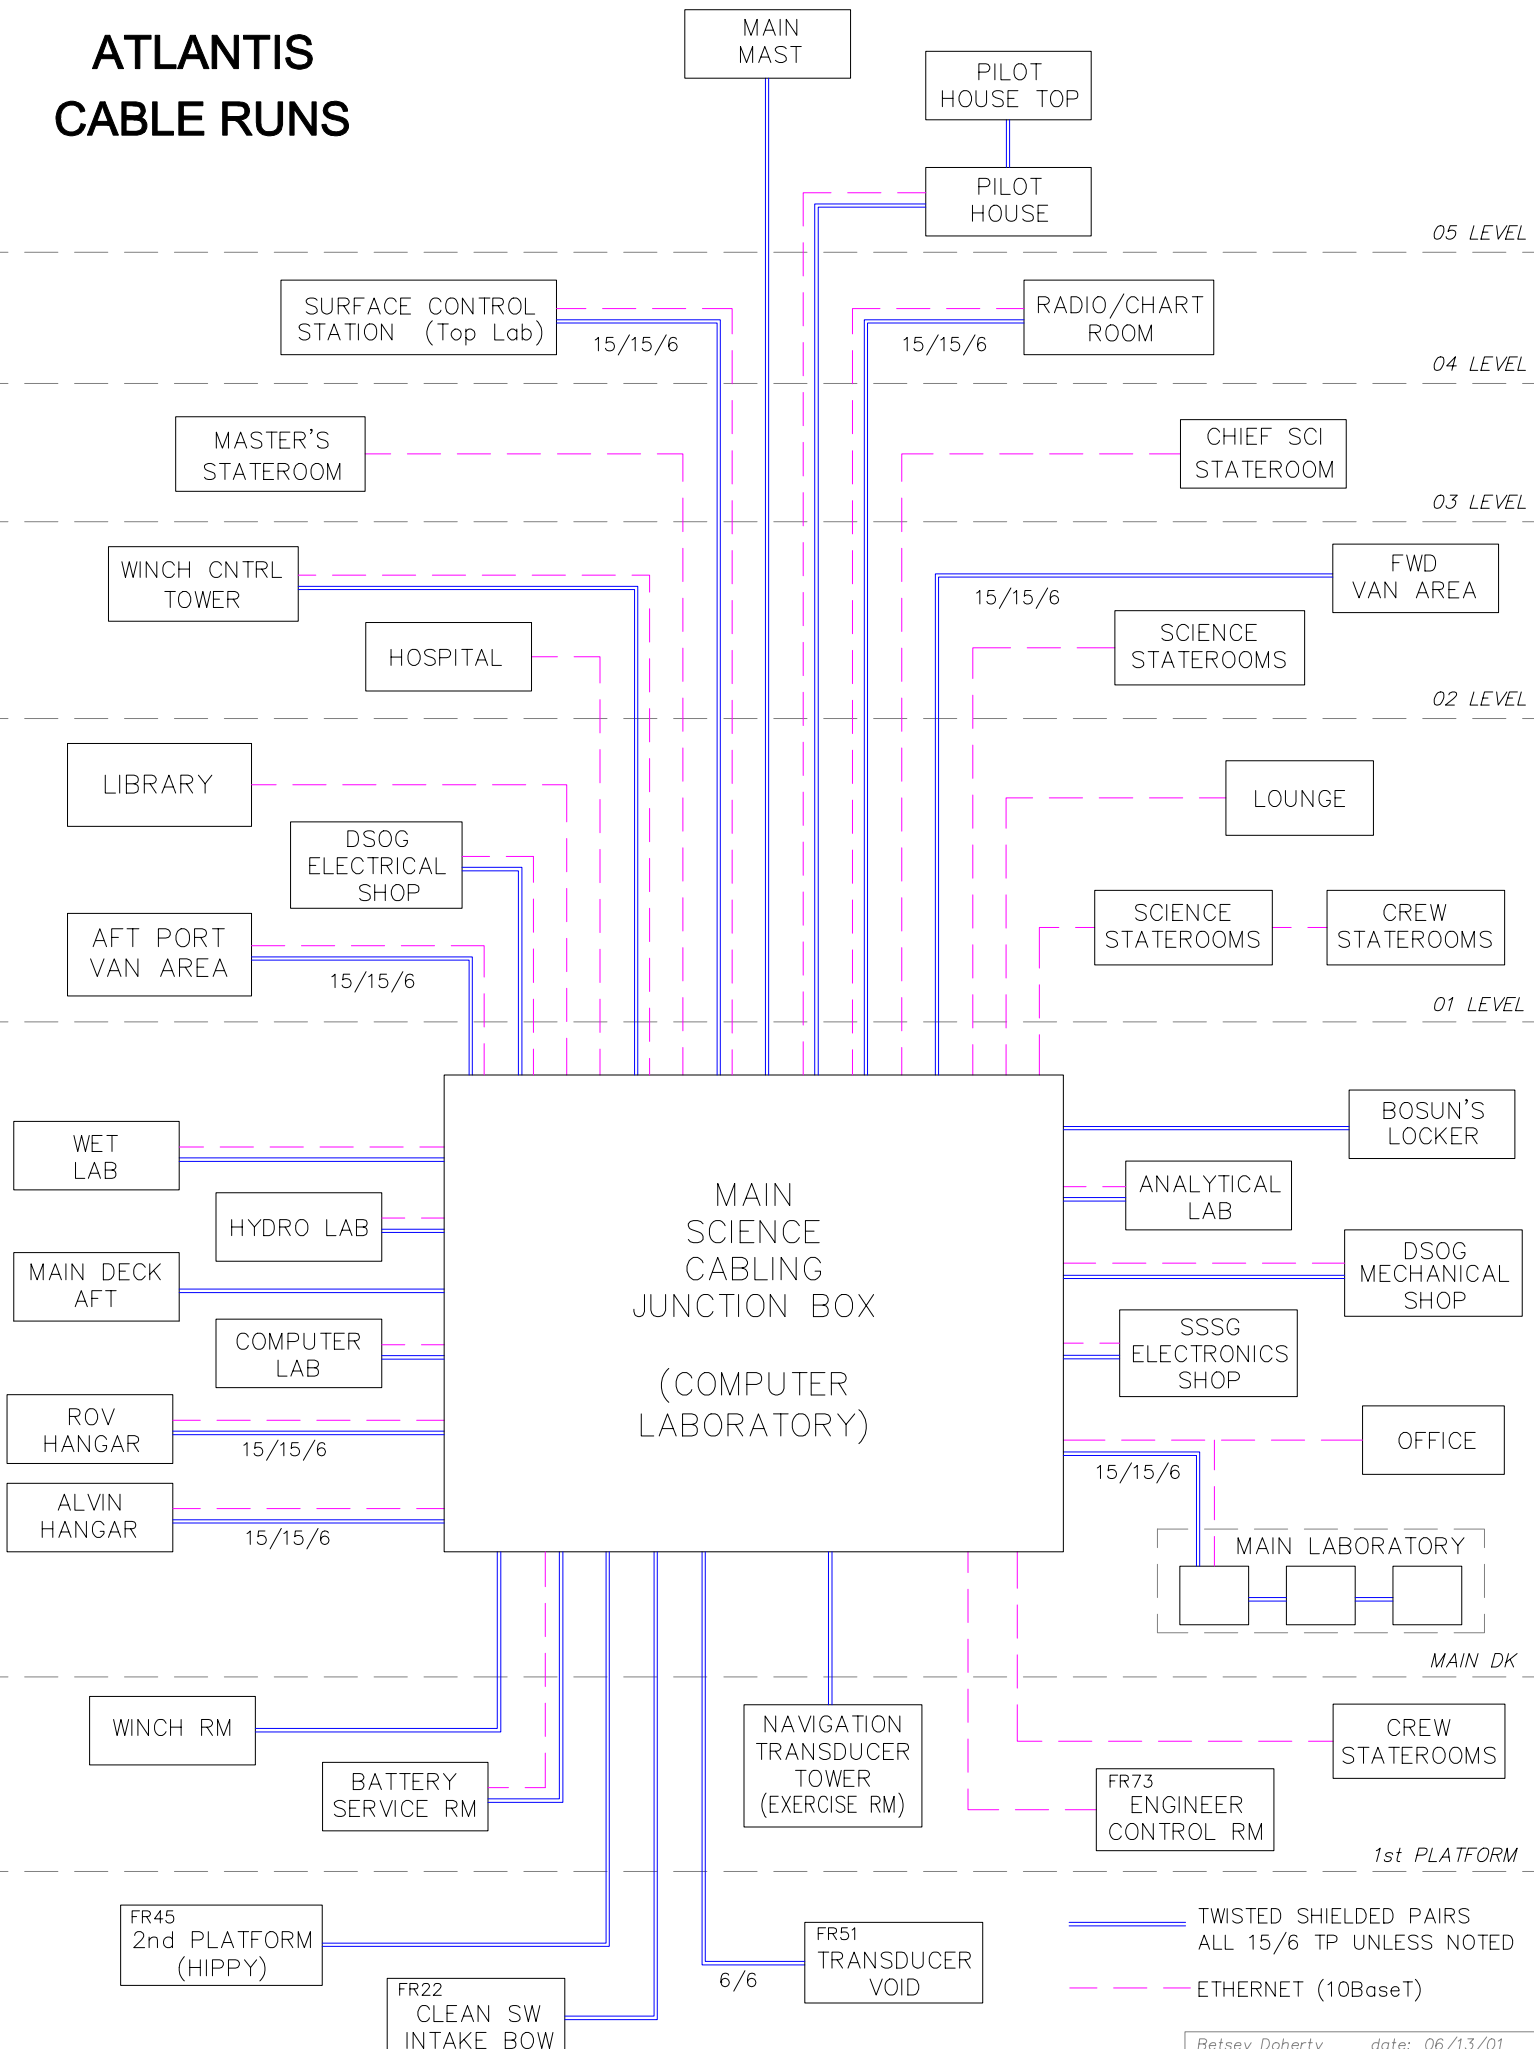 ATLANTIS
CABLE RUNS
MAIN
MAST
PILOT
HOUSE TOP
PILOT
HOUSE
05 LEVEL
SURFACE CONTROL
STATION (Top Lab)
15/15/6
15/15/6
RADIO/CHART
ROOM
04 LEVEL
MASTER'S
STATEROOM
CHIEF SCI
STATEROOM
03 LEVEL
WINCH CNTRL
TOWER
FWD
VAN AREA
15/15/6
HOSPITAL
SCIENCE
STATEROOMS
02 LEVEL
LIBRARY
LOUNGE
DSOG
ELECTRICAL
SHOP
AFT PORT
VAN AREA
15/15/6
SCIENCE
STATEROOMS
CREW
STATEROOMS
01 LEVEL
WET
LAB
HYDRO LAB
MAIN DECK
AFT
COMPUTER
LAB
ROV
HANGAR
15/15/6
ALVIN
HANGAR
15/15/6
MAIN
SCIENCE
CABLING
JUNCTION BOX
(COMPUTER
LABORATORY)
BOSUN'S
LOCKER
ANALYTICAL
LAB
DSOG
MECHANICAL
SHOP
SSSG
ELECTRONICS
SHOP
OFFICE
15/15/6
MAIN LABORATORY
MAIN DK
WINCH RM
BATTERY
SERVICE RM
NAVIGATION
TRANSDUCER
TOWER
(EXERCISE RM)
CREW
STATEROOMS
FR73
ENGINEER
CONTROL RM
1st PLATFORM
FR45
2nd PLATFORM
(HIPPY)
FR22
CLEAN SW
INTAKE BOW
6/6
FR51
TRANSDUCER
VOID
TWISTED SHIELDED PAIRS
ALL 15/6 TP UNLESS NOTED
ETHERNET (10BaseT)
Betsey Doherty date: 06/13/01